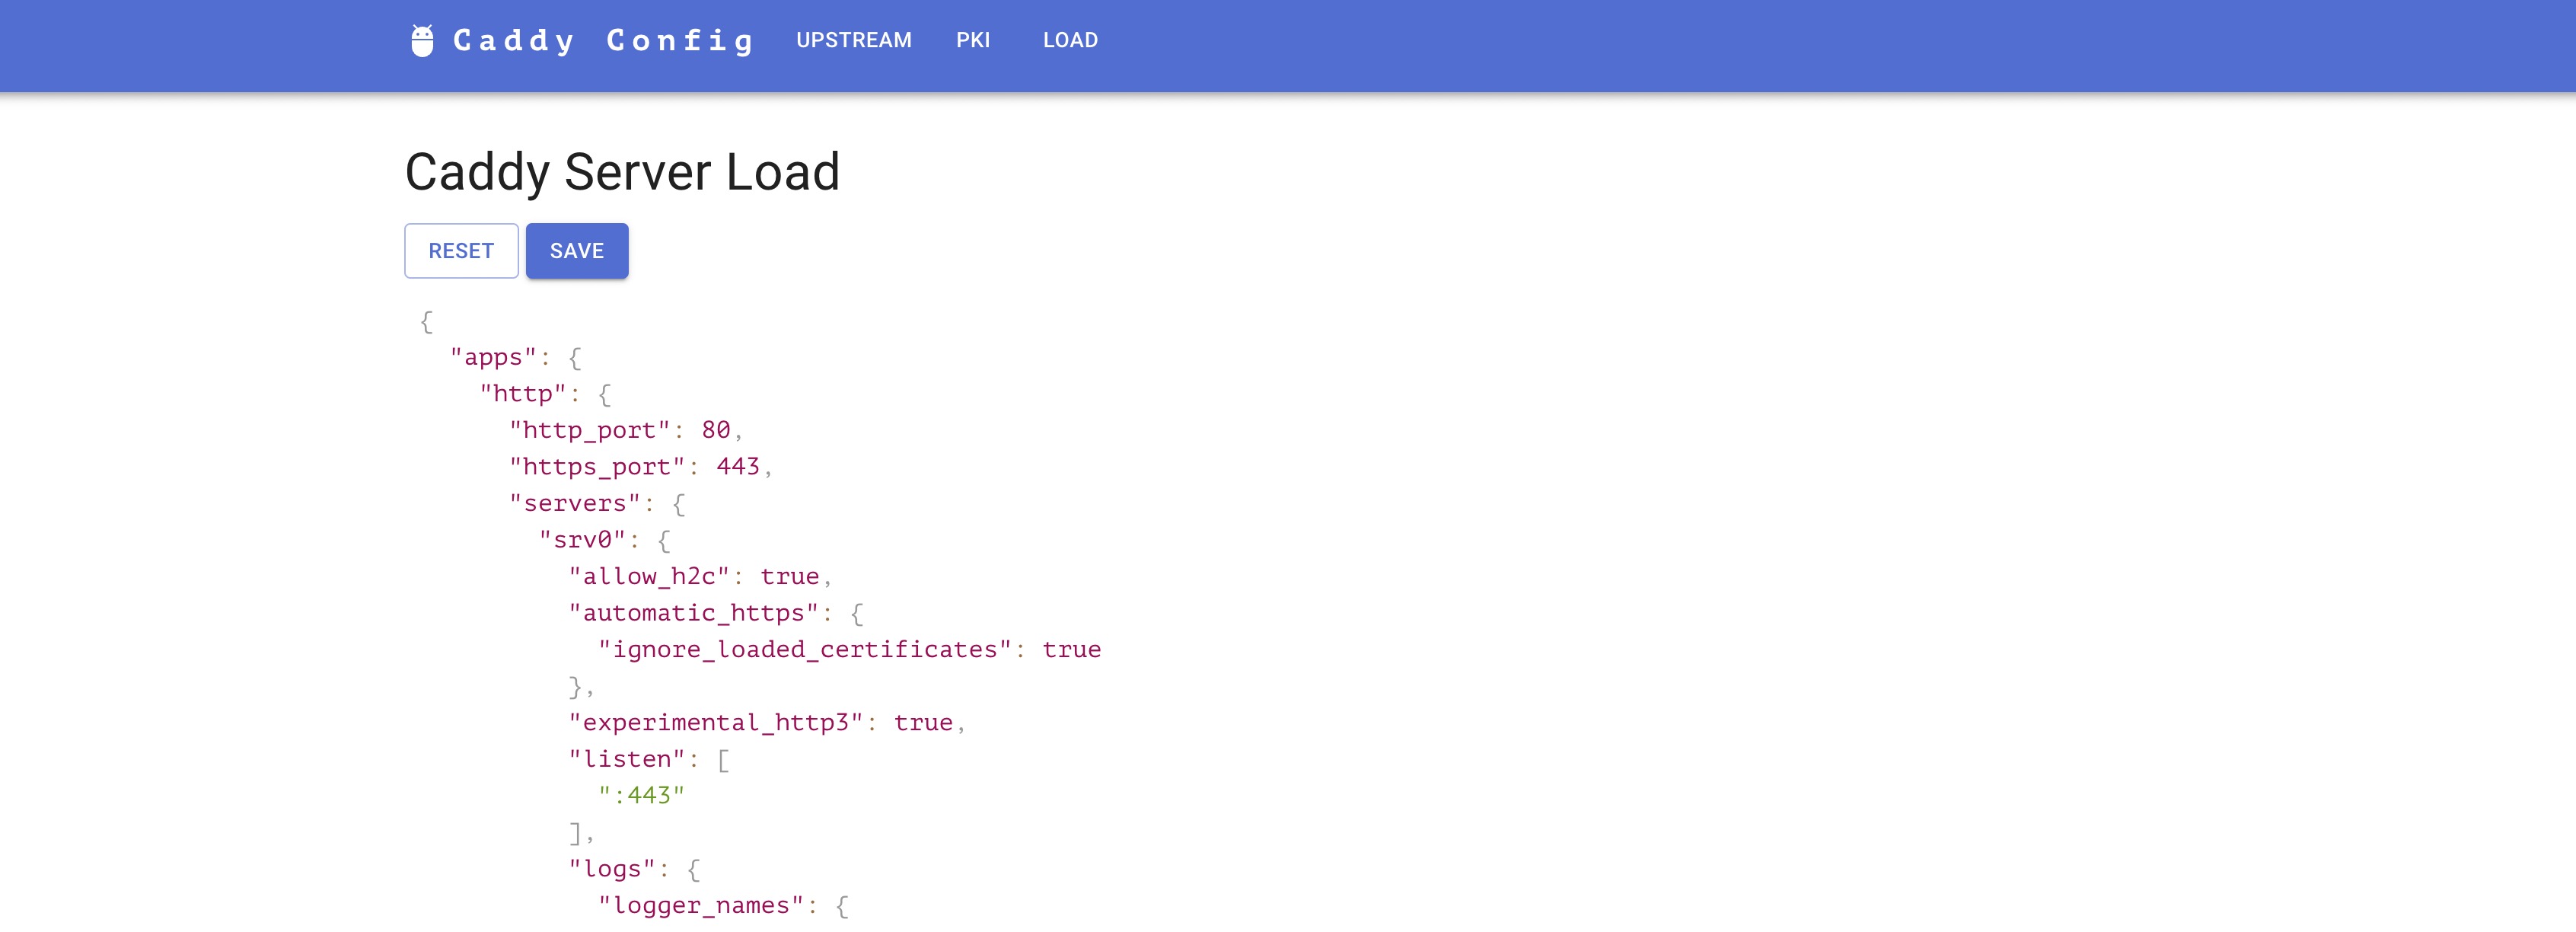 Caddy Config UPSTREAM PKI LOAD
Caddy Server Load
RESET SAVE
{
  "apps": {
    "http": {
      "http_port": 80,
      "https_port": 443,
      "servers": {
        "srv0": {
          "allow_h2c": true,
          "automatic_https": {
            "ignore_loaded_certificates": true
          },
          "experimental_http3": true,
          "listen": [
            ":443"
          ],
          "logs": {
            "logger_names": {